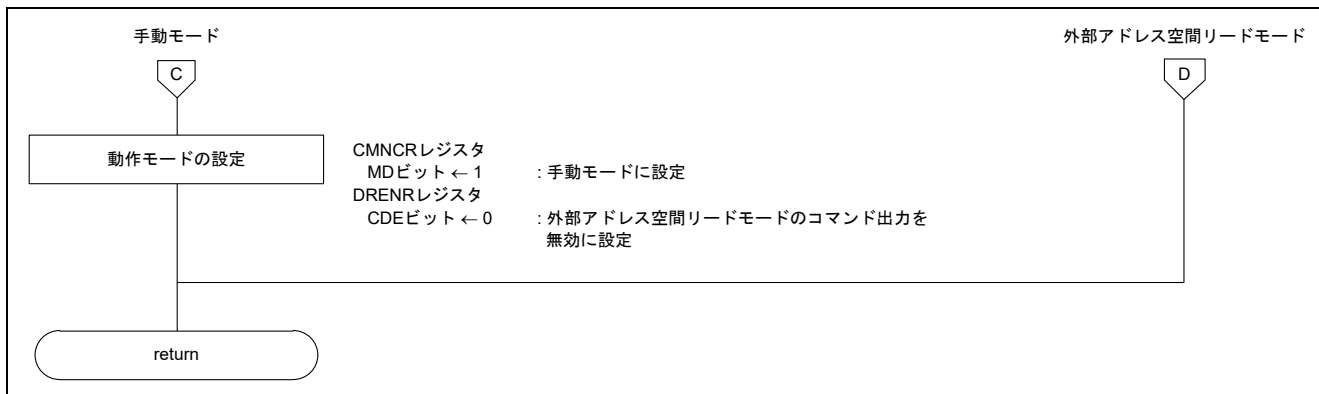 手動モード
外部アドレス空間リードモード
C
D
動作モードの設定
CMNCRレジスタ
MDビット ← 1 : 手動モードに設定
DRENRレジスタ
CDEビット ← 0 : 外部アドレス空間リードモードのコマンド出力を
無効に設定
return